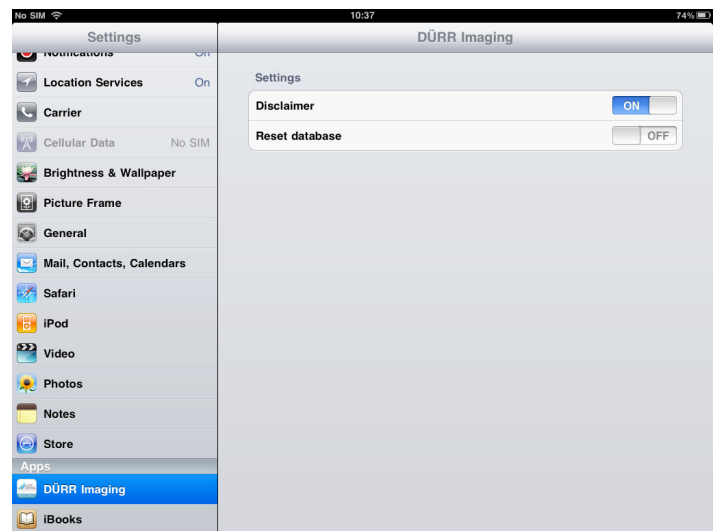 No SIM 10:37 74%
Settings
DÜRR Imaging
Notifications On
Location Services On
Carrier
Cellular Data No SIM
Brightness & Wallpaper
Picture Frame
General
Mail, Contacts, Calendars
Safari
iPod
Video
Photos
Notes
Store
Apps
DÜRR Imaging
iBooks
Settings
Disclaimer ON
Reset database OFF